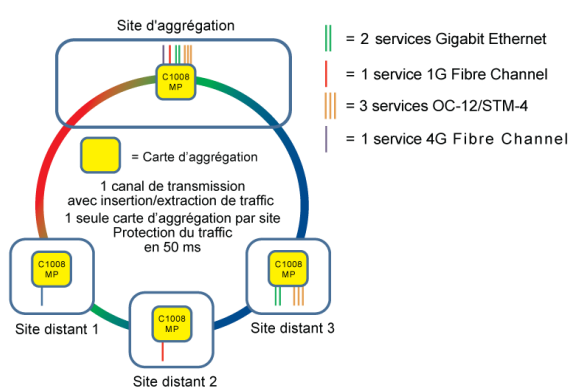 Site d'aggrégation
C1008
MP
= 2 services Gigabit Ethernet
= 1 service 1G Fibre Channel
= 3 services OC-12/STM-4
= 1 service 4G Fibre Channel
= Carte d'aggrégation
1 canal de transmission
avec insertion/extraction de traffic
1 seule carte d'aggrégation par site
Protection du traffic
en 50 ms
C1008
MP
Site distant 1
C1008
MP
Site distant 2
C1008
MP
Site distant 3